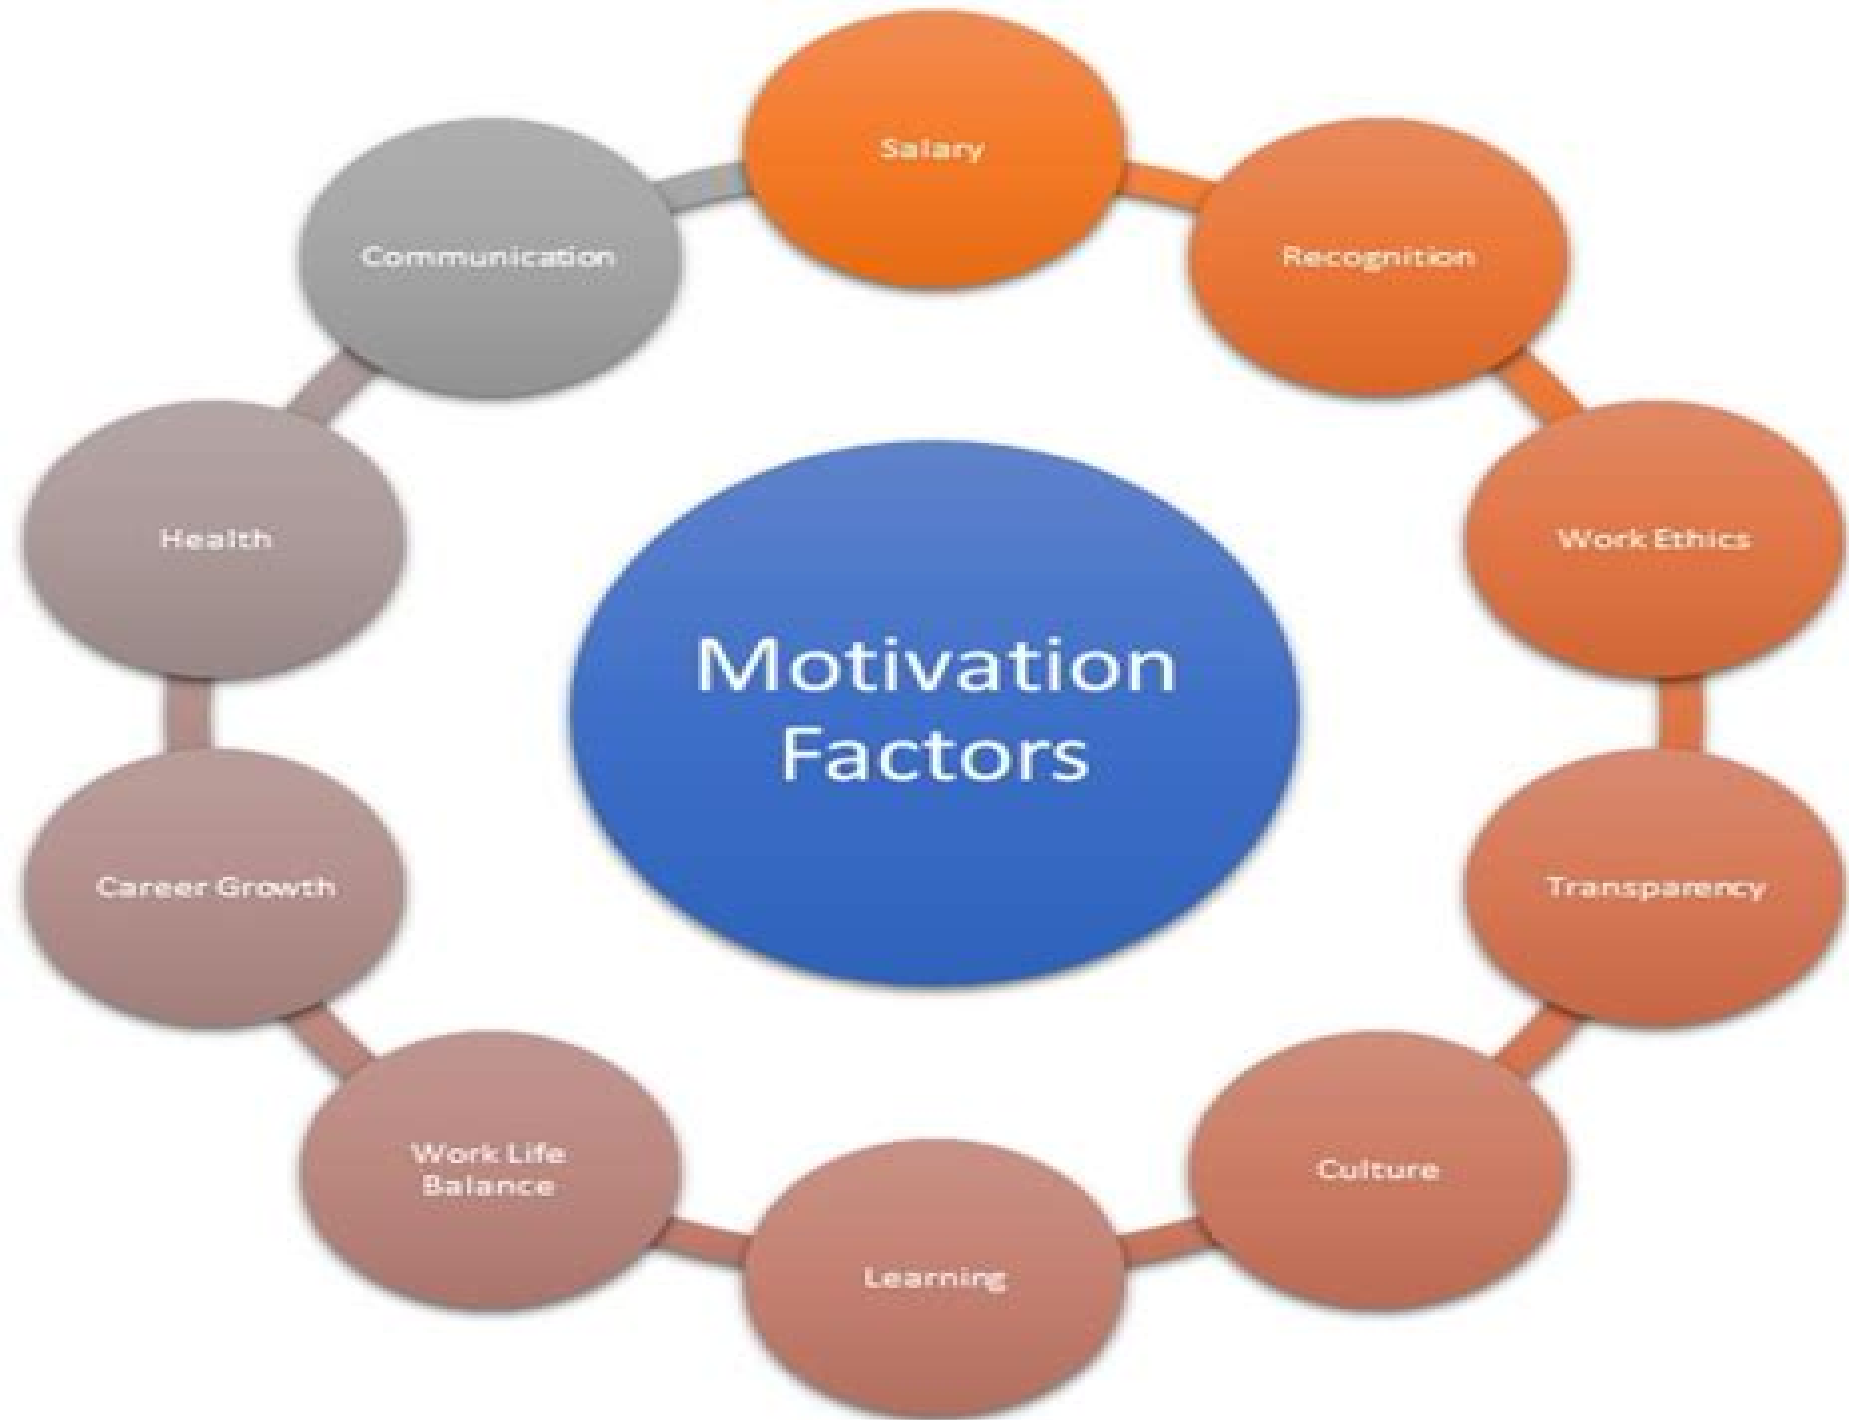 Salary
Recognition
Work Ethics
Transparency
Culture
Learning
Work Life
Balance
Career Growth
Health
Communication
Motivation
Factors